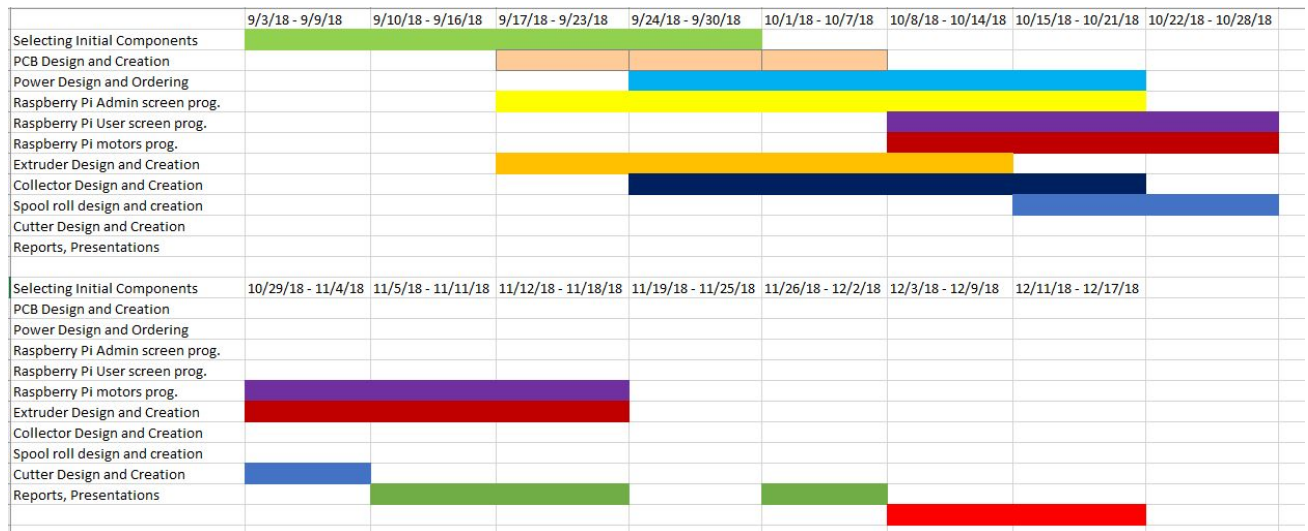 9/3/18 - 9/9/18 9/10/18 - 9/16/18 9/17/18 - 9/23/18 9/24/18 - 9/30/18 10/1/18 - 10/7/18 10/8/18 - 10/14/18 10/15/18 - 10/21/18 10/22/18 - 10/28/18
Selecting Initial Components
PCB Design and Creation
Power Design and Ordering
Raspberry Pi Admin screen prog.
Raspberry Pi User screen prog.
Raspberry Pi motors prog.
Extruder Design and Creation
Collector Design and Creation
Spool roll design and creation
Cutter Design and Creation
Reports, Presentations
Selecting Initial Components 10/29/18 - 11/4/18 11/5/18 - 11/11/18 11/12/18 - 11/18/18 11/19/18 - 11/25/18 11/26/18 - 12/2/18 12/3/18 - 12/9/18 12/11/18 - 12/17/18
PCB Design and Creation
Power Design and Ordering
Raspberry Pi Admin screen prog.
Raspberry Pi User screen prog.
Raspberry Pi motors prog.
Extruder Design and Creation
Collector Design and Creation
Spool roll design and creation
Cutter Design and Creation
Reports, Presentations